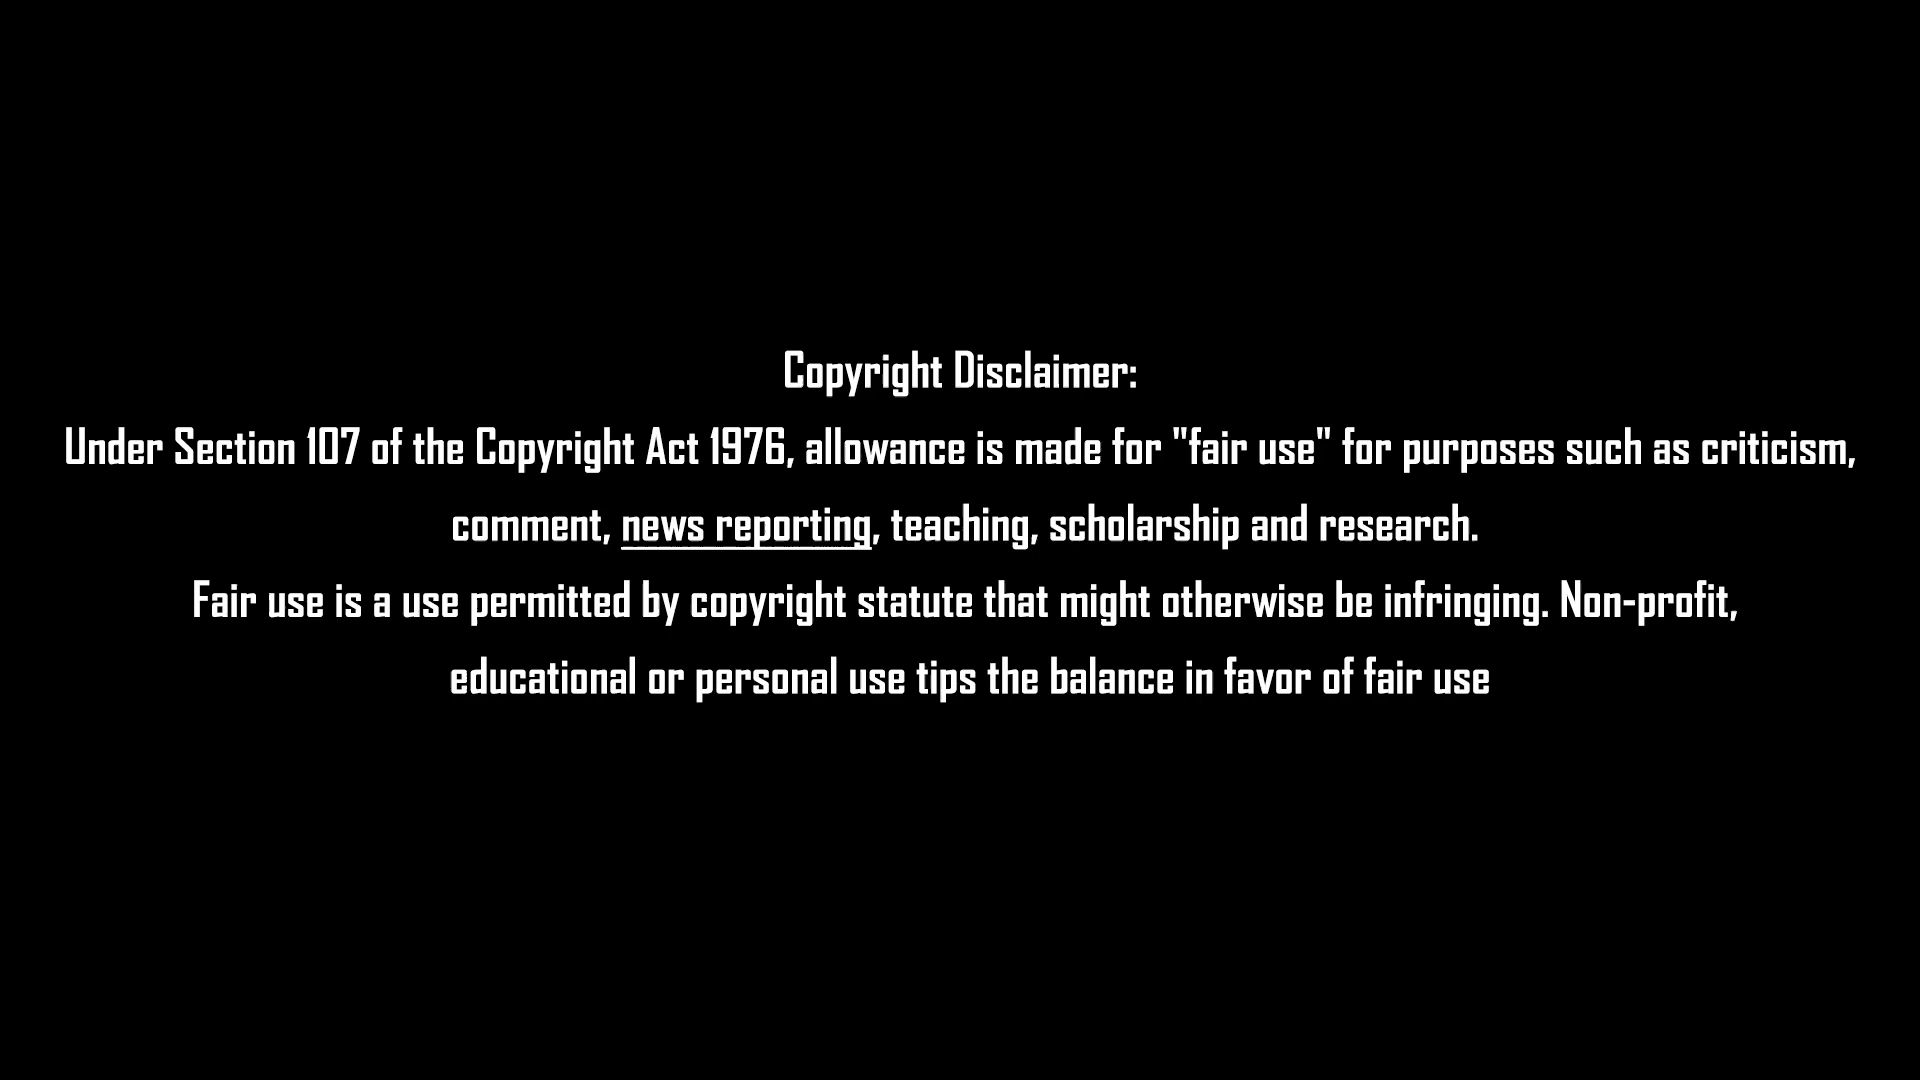 Copyright Disclaimer:
Under Section 107 of the Copyright Act 1976, allowance is made for "fair use" for purposes such as criticism,
comment, news reporting, teaching, scholarship and research.
Fair use is a use permitted by copyright statute that might otherwise be infringing. Non-profit,
educational or personal use tips the balance in favor of fair use